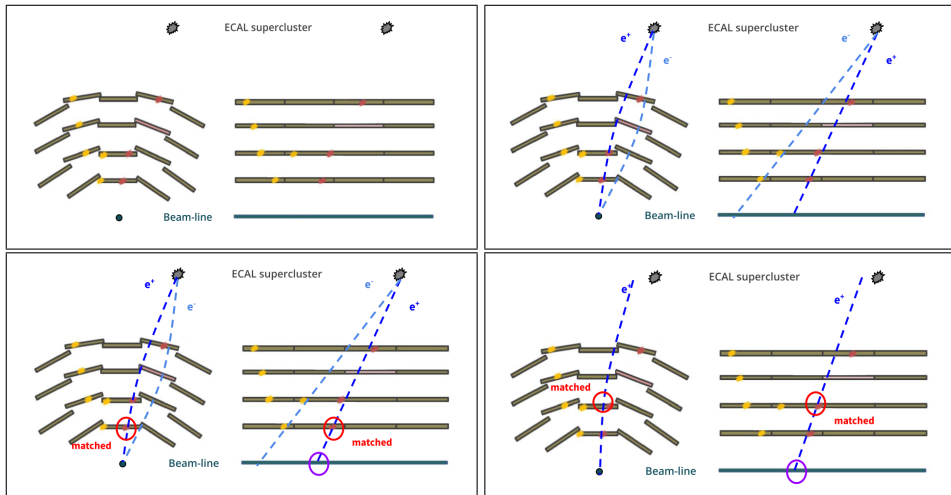 ECAL supercluster
Beam-line
ECAL supercluster
e⁺
e⁻
e⁻
e⁺
Beam-line
ECAL supercluster
e⁺
e⁻
e⁻
e⁺
matched
matched
Beam-line
ECAL supercluster
e⁺
e⁺
matched
matched
Beam-line